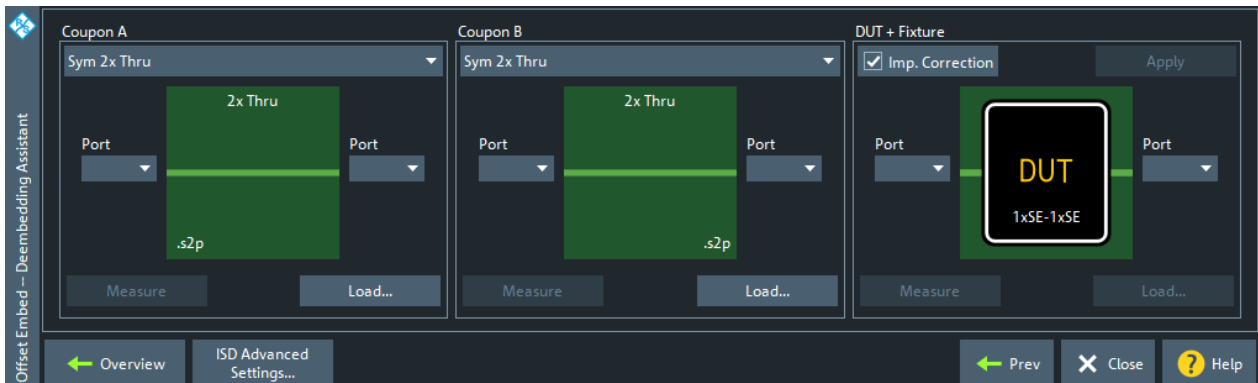 Offset Embed -- Deembedding Assistant
Coupon A
Sym 2x Thru
2x Thru
Port
Port
.s2p
Measure
Load...
Coupon B
Sym 2x Thru
2x Thru
Port
Port
.s2p
Measure
Load...
DUT + Fixture
Imp. Correction
Apply
Port
Port
DUT
1xSE-1xSE
Measure
Load...
Overview
ISD Advanced
Settings...
Prev
Close
? Help